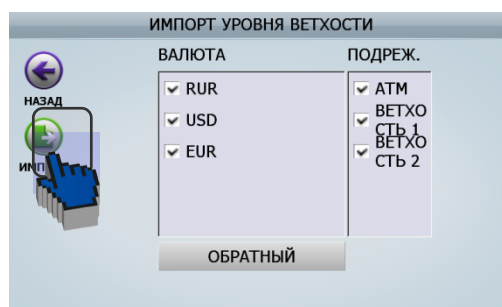 ИМПОРТ УРОВНЯ ВЕТХОСТИ
ВАЛЮТА
ПОДРЕЖ.
НАЗАД
RUR
USD
EUR
ATM
ВЕТХО
СТЬ 1
ВЕТХО
СТЬ 2
ОБРАТНЫЙ